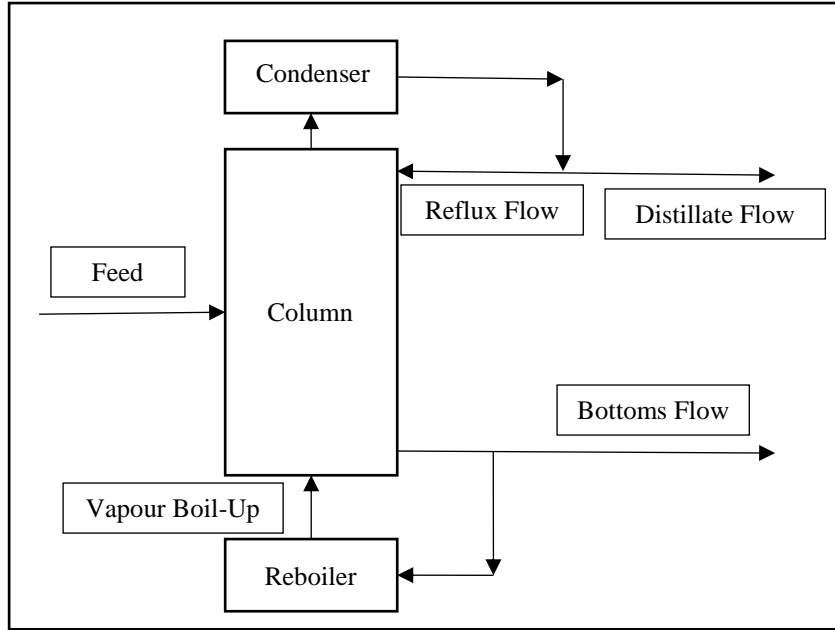 Condenser
Reflux Flow
Distillate Flow
Feed
Column
Bottoms Flow
Vapour Boil-Up
Reboiler